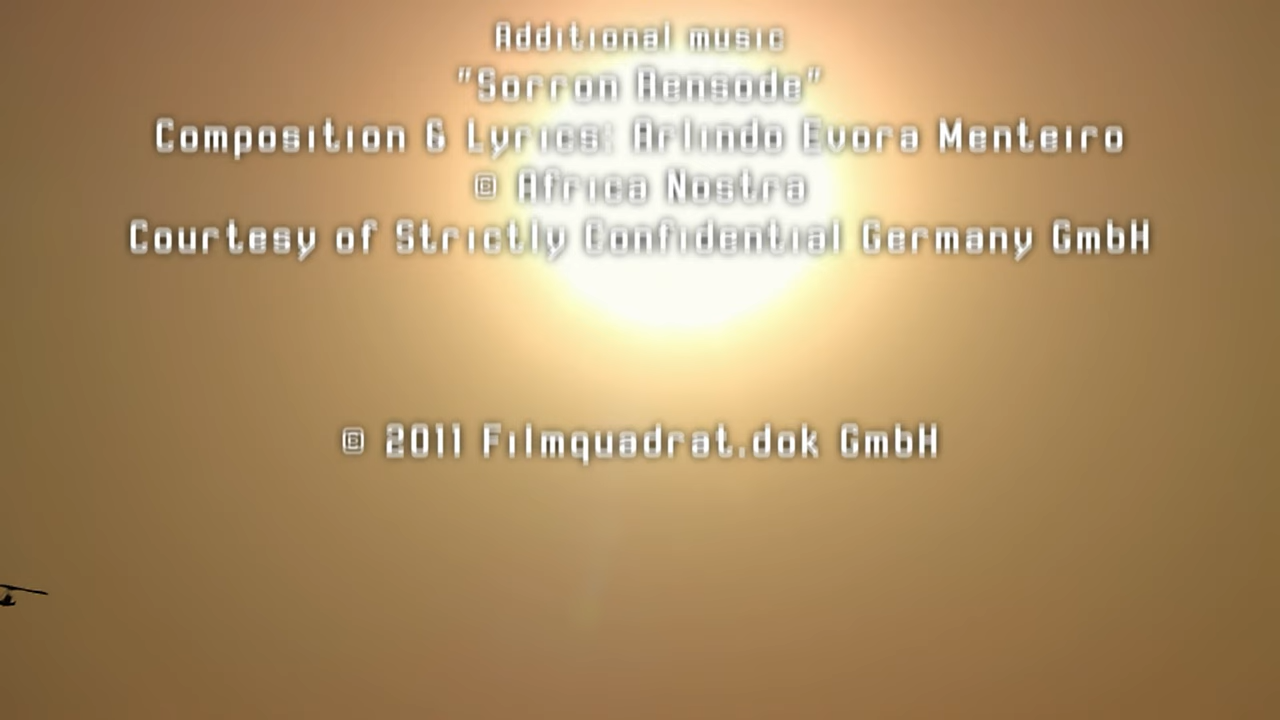 Additional music
"Sorron Aensode"
Composition & Lyrics: Arlindo Evora Menteiro
© Africa Nostra
Courtesy of Strictly Confidential Germany GmbH
© 2011 Filmquadrat.dok GmbH